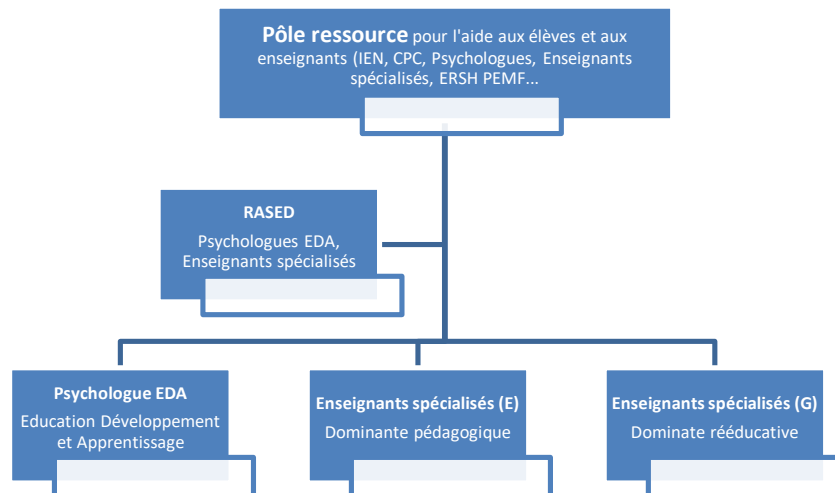 Pôle ressource pour l'aide aux élèves et aux
enseignants (IEN, CPC, Psychologues, Enseignants
spécialisés, ERSH PEMF...
RASED
Psychologues EDA,
Enseignants spécialisés
Psychologue EDA
Education Développement
et Apprentissage
Enseignants spécialisés (E)
Dominante pédagogique
Enseignants spécialisés (G)
Dominate rééducative